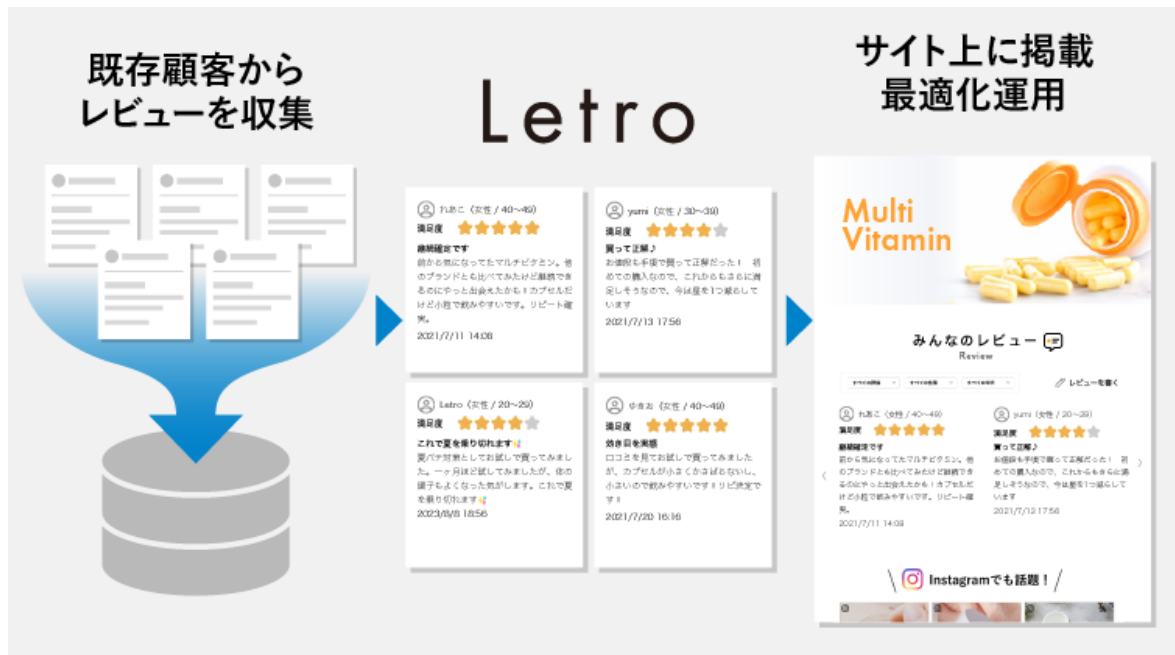 既存顧客から
レビューを収集
Letro
サイト上に掲載
最適化運用
れあこ（女性 / 40〜49）
満足度
継続確定です
前から気になってたマルチビタミン。他
のブランドとも比べてみたけど継続でき
るのにやっと出会えたかも！カプセルだ
けど小粒で飲みやすいです。リピート確
実。
2021/7/11 14:08
yumi（女性 / 30〜39）
満足度
買って正解♪
お値段も手頃で買って正解だった！　初
めての購入なので、これからもさらに満
足しそうなので、今は星を1つ減らして
います
2021/7/13 17:56
Letro（女性 / 20〜29）
満足度
これで夏を乗り切れます
夏バテ対策としてお試しで買ってみまし
た。一ヶ月ほど試してみましたが、体の
調子もよくなった気がします。これで夏
を乗り切れます
2023/8/8 18:56
ゆきお（女性 / 40〜49）
満足度
効き目を実感
口コミを見てお試しで買ってみました
が、カプセルが小さくかさばらないし、
小さいので飲みやすいです！リピ決定で
す！
2021/7/20 16:16
Multi
Vitamin
みんなのレビュー
Review
レビューを書く
れあこ（女性 / 40〜49）
満足度
継続確定です
前から気になってたマルチビタミン。他
のブランドとも比べてみたけど継続でき
るのにやっと出会えたかも！カプセルだ
けど小粒で飲みやすいです。リピート確
実。
2021/7/11 14:08
yumi（女性 / 20〜29）
満足度
買って正解♪
お値段も手頃で買って正解だった！　初
めての購入なので、これからもさらに満
足しそうなので、今は星を1つ減らして
います
2021/7/13 17:56
\ Instagramでも話題！ /